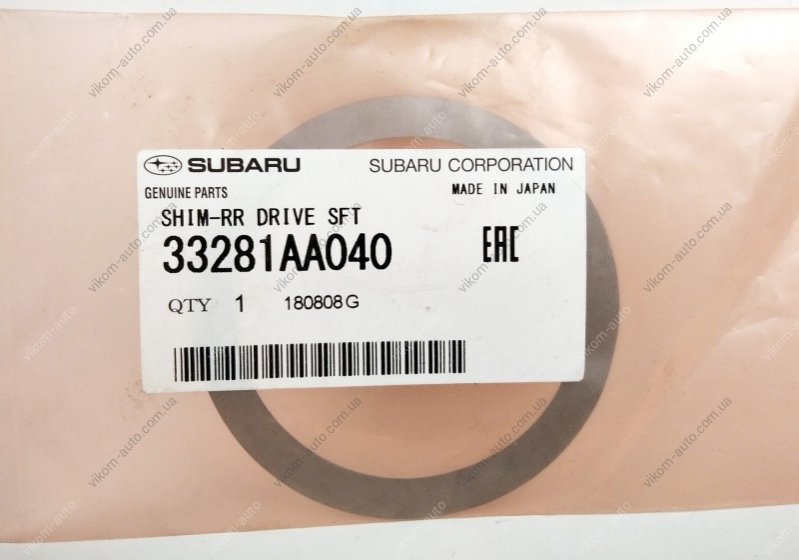 SUBARU SUBARU CORPORATION
GENUINE PARTS MADE IN JAPAN
SHIM-RR DRIVE SFT
33281AA040 EAC
QTY 1 180808G
vikom-auto.com.ua